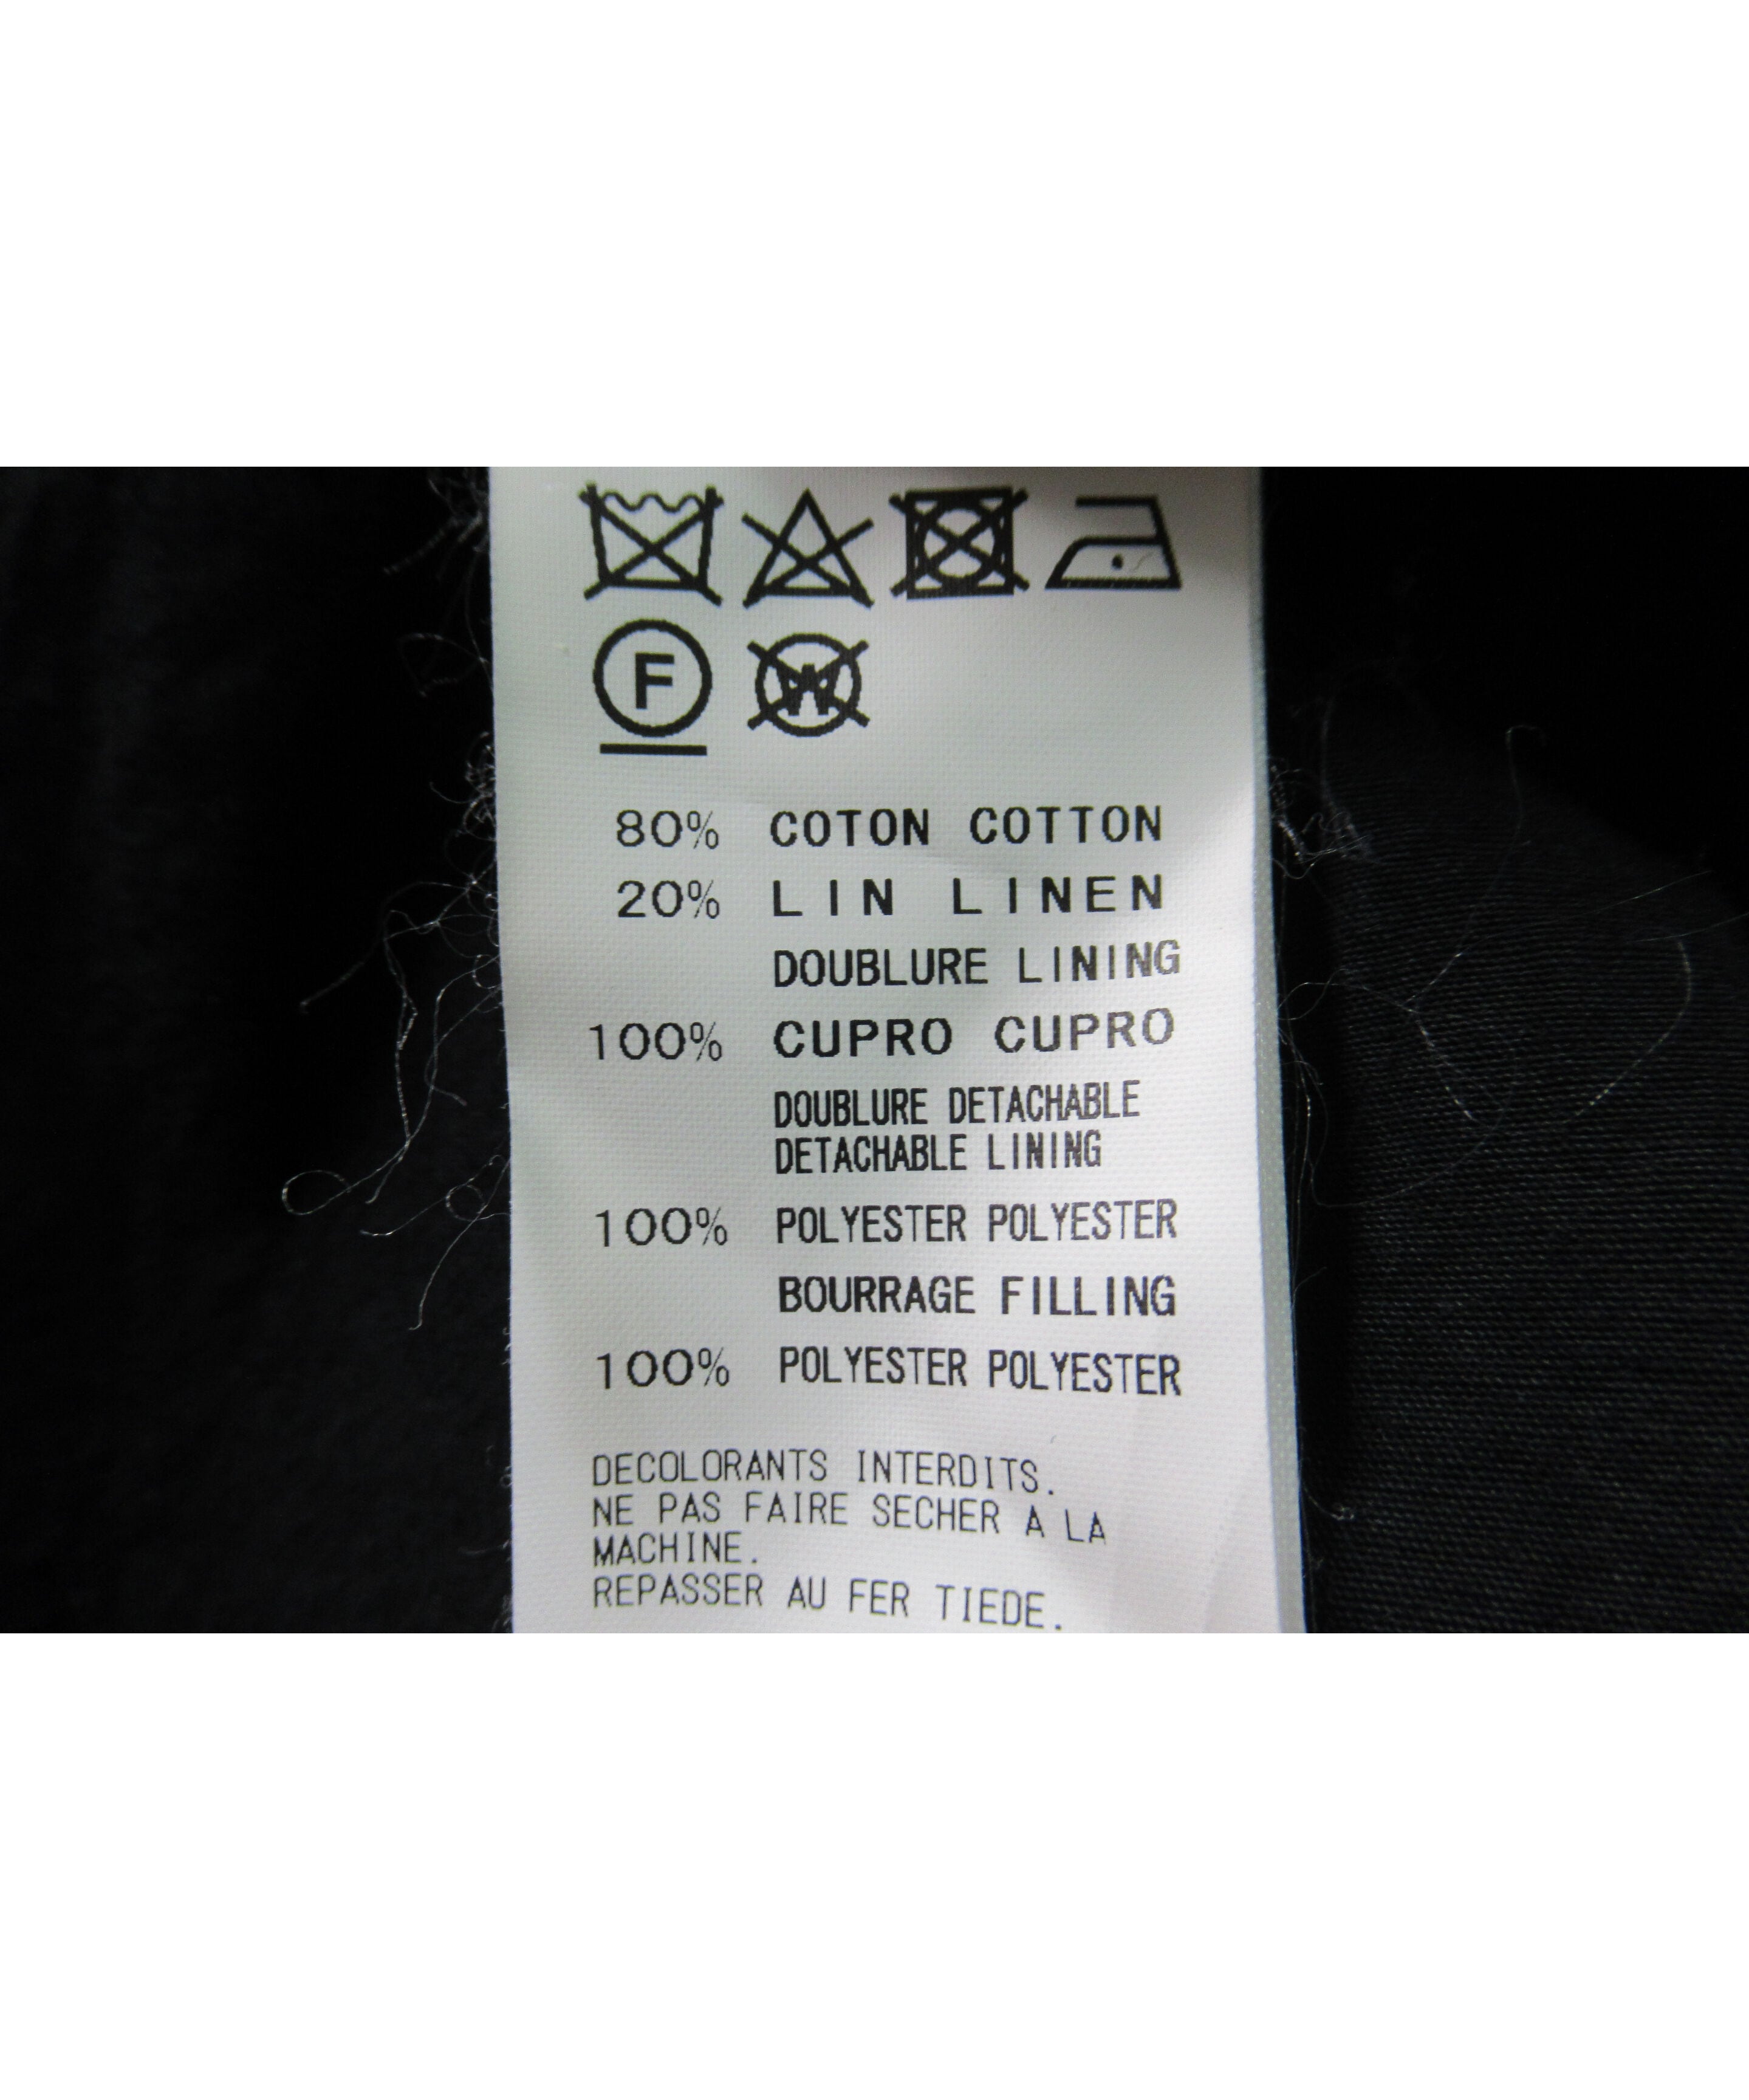 F
W
80% COTON COTTON
20% LIN LINEN
DOUBLURE LINING
100% CUPRO CUPRO
DOUBLURE DETACHABLE
DETACHABLE LINING
100% POLYESTER POLYESTER
BOURRAGE FILLING
100% POLYESTER POLYESTER
DECOLORANTS INTERDITS.
NE PAS FAIRE SECHER A LA
MACHINE.
REPASSER AU FER TIEDE.